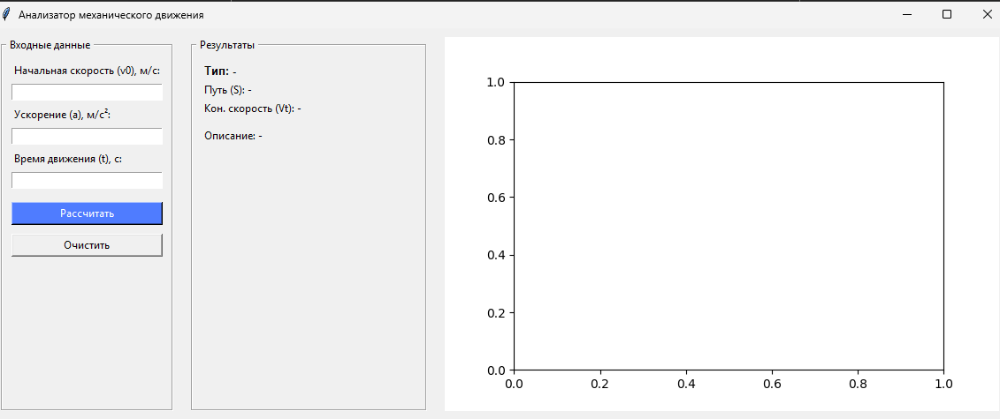 Анализатор механического движения
Входные данные
Начальная скорость (v0), м/с:
Ускорение (a), м/с²:
Время движения (t), с:
Рассчитать
Очистить
Результаты
Тип: -
Путь (S): -
Кон. скорость (Vt): -
Описание: -
1.0
0.8
0.6
0.4
0.2
0.0
0.0 0.2 0.4 0.6 0.8 1.0